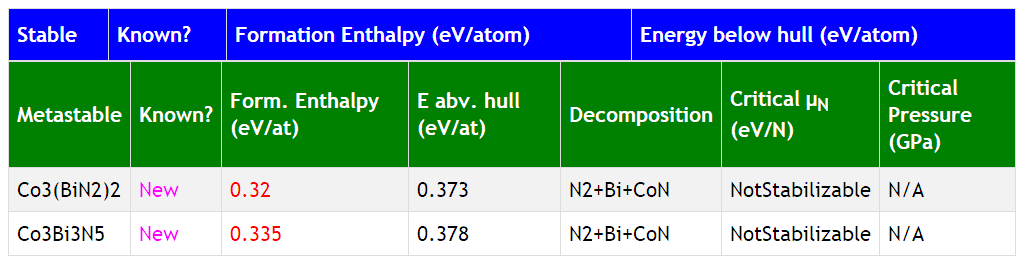 Stable Known? Formation Enthalpy (eV/atom) Energy below hull (eV/atom)
Metastable Known? Form. Enthalpy (eV/at) E abv. hull (eV/at) Decomposition Critical μN (eV/N) Critical Pressure (GPa)
Co3(BiN2)2 New 0.32 0.373 N2+Bi+CoN NotStabilizable N/A
Co3Bi3N5 New 0.335 0.378 N2+Bi+CoN NotStabilizable N/A